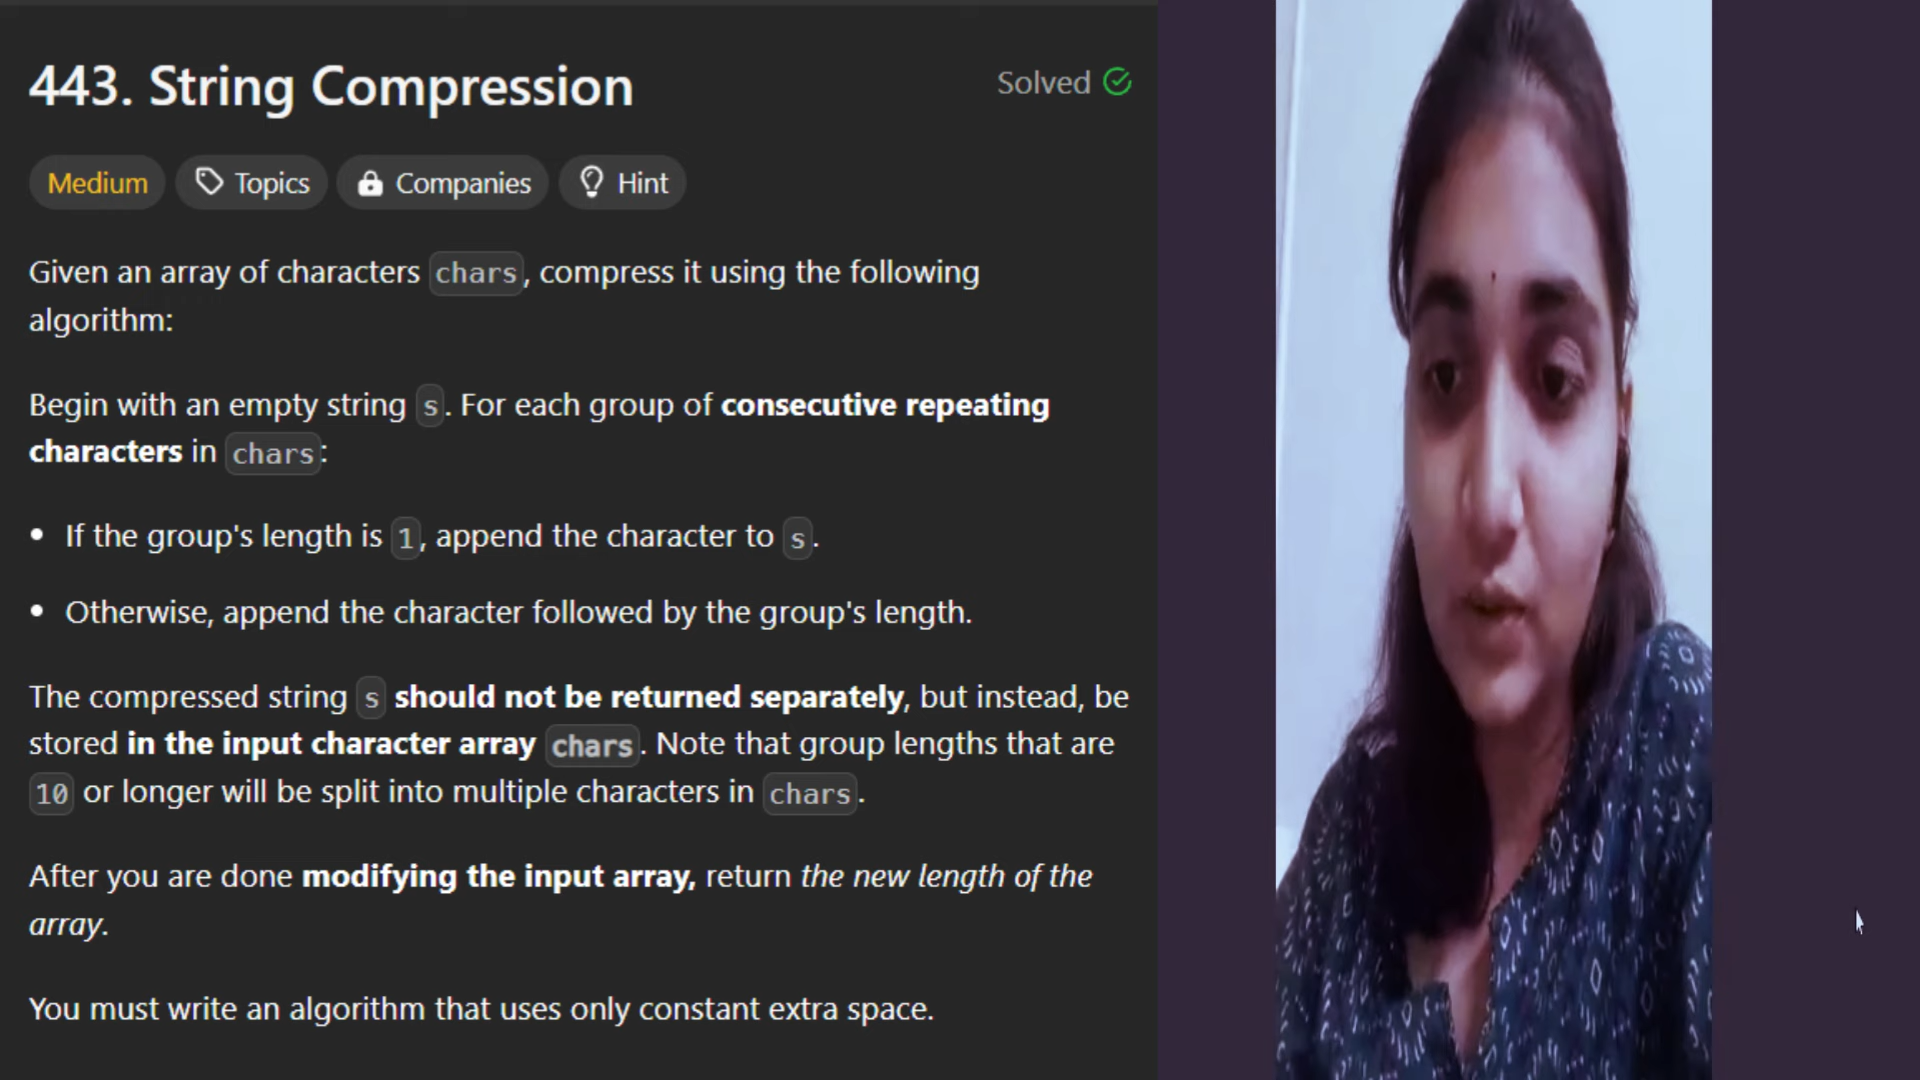 443. String Compression
Solved
Medium
Topics
Companies
Hint
Given an array of characters chars, compress it using the following
algorithm:
Begin with an empty string s. For each group of consecutive repeating
characters in chars:
• If the group's length is 1, append the character to s.
• Otherwise, append the character followed by the group's length.
The compressed string s should not be returned separately, but instead, be
stored in the input character array chars. Note that group lengths that are
10 or longer will be split into multiple characters in chars.
After you are done modifying the input array, return the new length of the
array.
You must write an algorithm that uses only constant extra space.